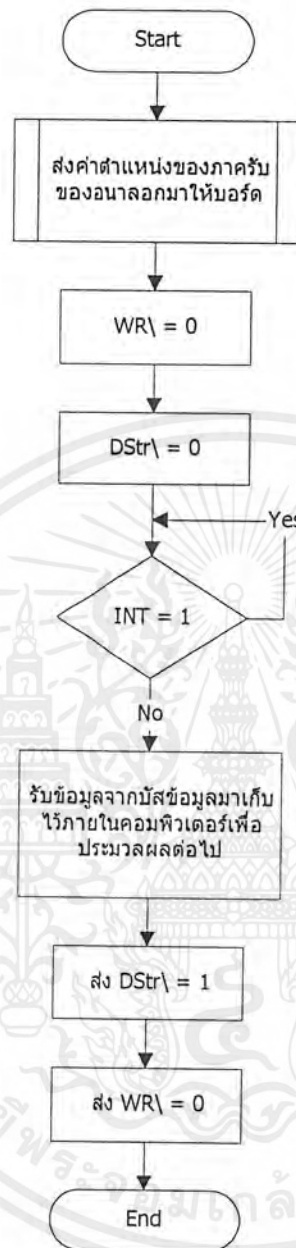 Start
ส่งค่าตำแหน่งของภาครับ
ของอนาลอกมาให้บอร์ด
WR\ = 0
DStr\ = 0
Yes
INT = 1
No
รับข้อมูลจากบัสข้อมูลมาเก็บ
ไว้ภายในคอมพิวเตอร์เพื่อ
ประมวลผลต่อไป
ส่ง DStr\ = 1
ส่ง WR\ = 0
End